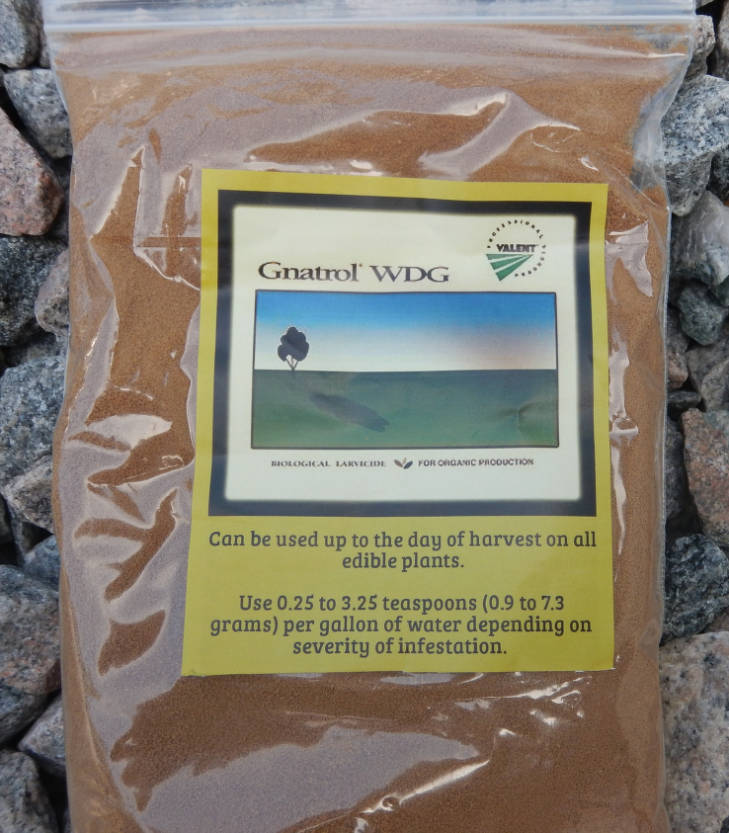 PROFESSIONAL
VALENT
PRODUCTS
Gnatrol® WDG
BIOLOGICAL LARVICIDE FOR ORGANIC PRODUCTION
Can be used up to the day of harvest on all
edible plants.
Use 0.25 to 3.25 teaspoons (0.9 to 7.3
grams) per gallon of water depending on
severity of infestation.